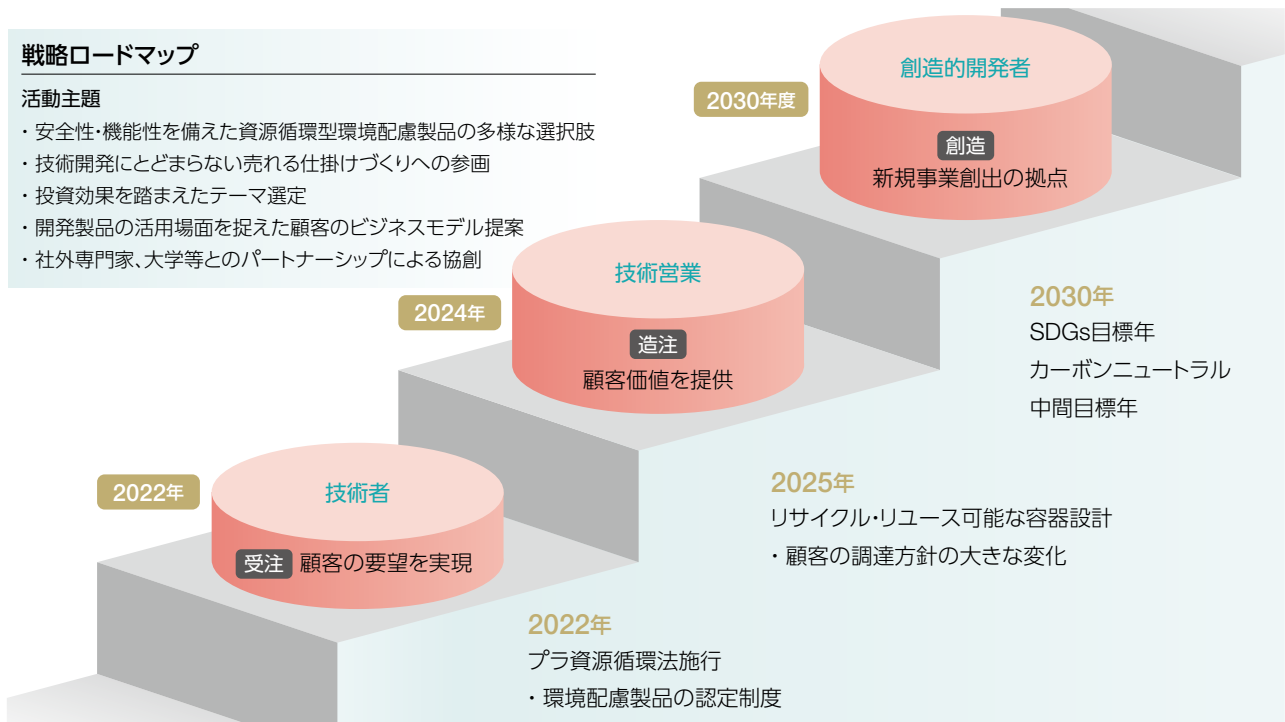 戦略ロードマップ
活動主題
・安全性・機能性を備えた資源循環型環境配慮製品の多様な選択肢
・技術開発にとどまらない売れる仕掛けづくりへの参画
・投資効果を踏まえたテーマ選定
・開発製品の活用場面を捉えた顧客のビジネスモデル提案
・社外専門家、大学等とのパートナーシップによる協創
2022年
技術者
受注 顧客の要望を実現
2024年
技術営業
造注
顧客価値を提供
2030年度
創造的開発者
創造
新規事業創出の拠点
2022年
プラ資源循環法施行
・環境配慮製品の認定制度
2025年
リサイクル・リユース可能な容器設計
・顧客の調達方針の大きな変化
2030年
SDGs目標年
カーボンニュートラル
中間目標年